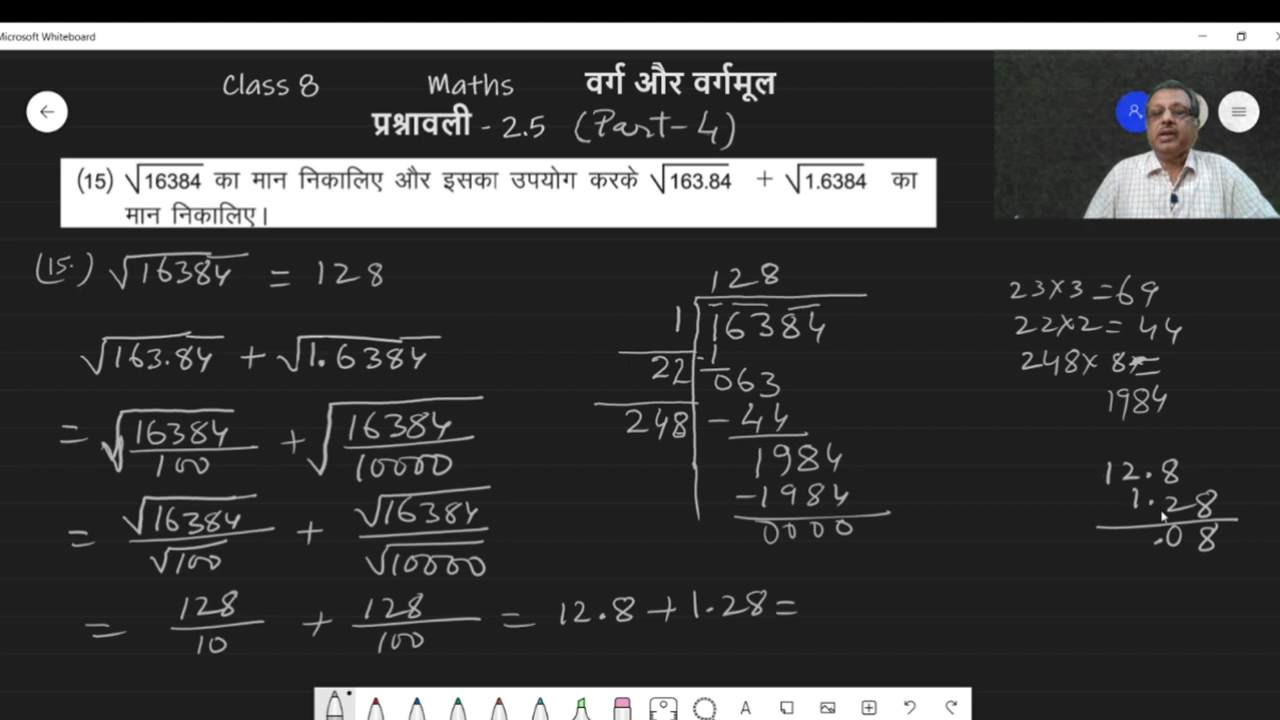 Microsoft Whiteboard
Class 8 Maths वर्ग और वर्गमूल
प्रश्नावली - 2.5 (Part-4)
(15) √16384 का मान निकालिए और इसका उपयोग करके √163.84 + √1.6384 का
मान निकालिए।
(15.) √16384 = 128
√163.84 + √1.6384
= √16384/100 + √16384/10000
= √16384/√100 + √16384/√10000
= 128/10 + 128/100 = 12.8 + 1.28 =
128
1 16384
- 1
22 063
248 - 44
1984
- 1984
0000
23×3 = 69
22×2 = 44
248×8 =
1984
12.8
1.28
.08
A